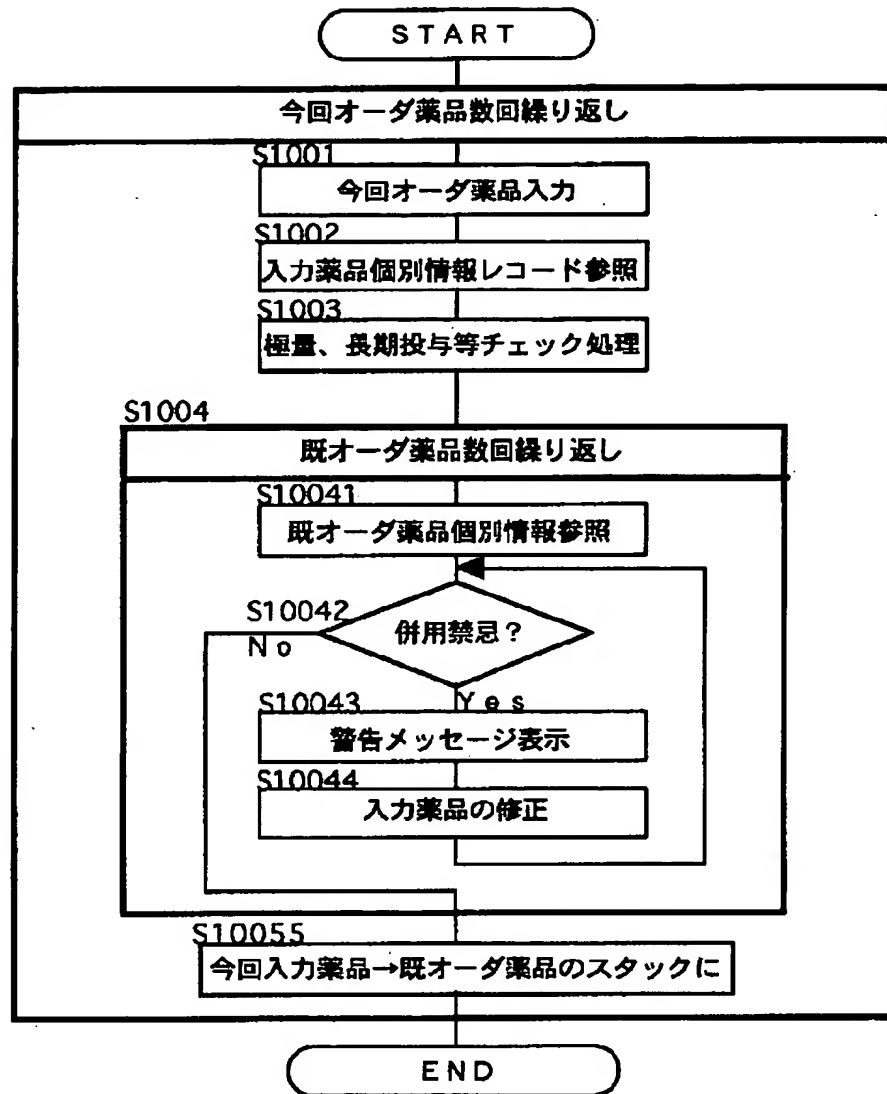 START
今回オーダ薬品数回繰り返し
S1001
今回オーダ薬品入力
S1002
入力薬品個別情報レコード参照
S1003
極量、長期投与等チェック処理
S1004
既オーダ薬品数回繰り返し
S10041
既オーダ薬品個別情報参照
S10042
併用禁忌?
No
Yes
S10043
警告メッセージ表示
S10044
入力薬品の修正
S10055
今回入力薬品→既オーダ薬品のスタックに
END